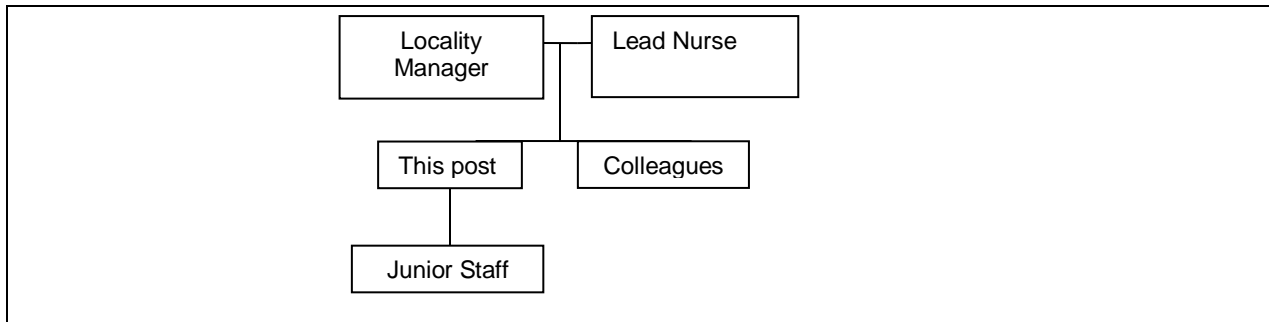 Locality
Manager
Lead Nurse
This post
Colleagues
Junior Staff